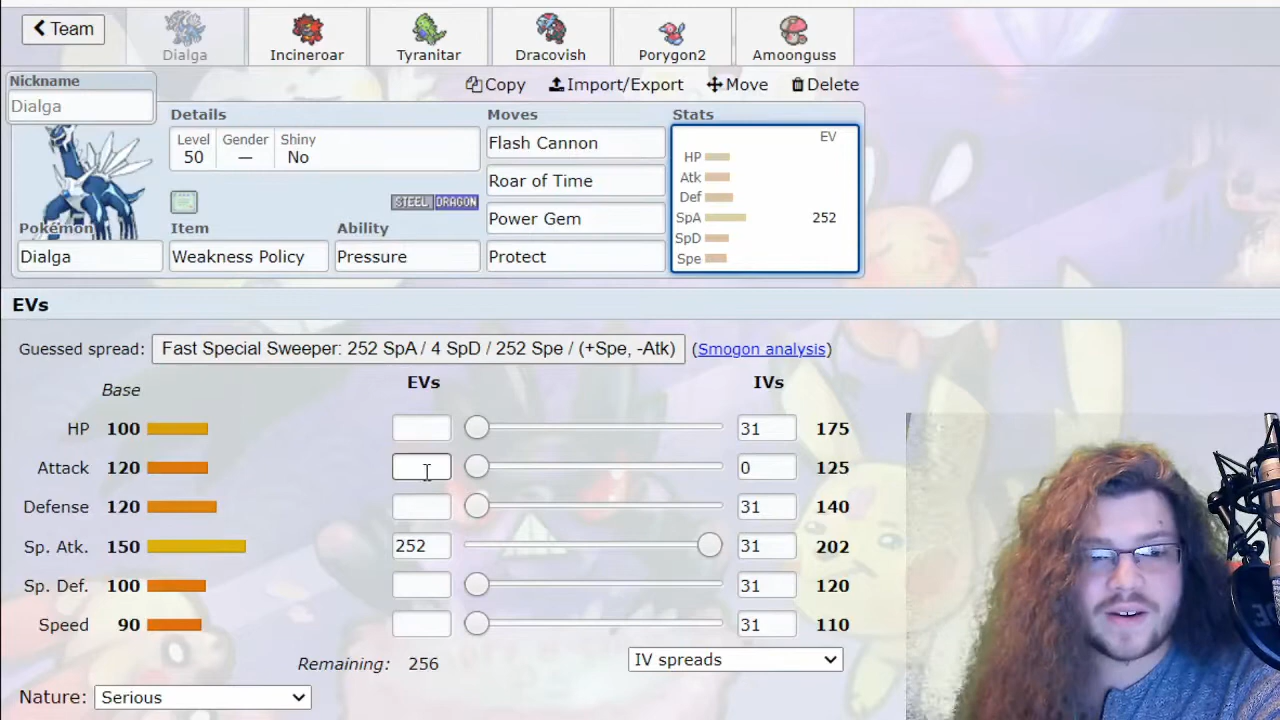 Team
Dialga
Incineroar
Tyranitar
Dracovish
Porygon2
Amoonguss
Copy
Import/Export
Move
Delete
Nickname
Dialga
Details
Level
50
Gender
—
Shiny
No
STEEL DRAGON
Pokémon
Dialga
Item
Weakness Policy
Ability
Pressure
Moves
Flash Cannon
Roar of Time
Power Gem
Protect
Stats
EV
HP
Atk
Def
SpA 252
SpD
Spe
EVs
Guessed spread: Fast Special Sweeper: 252 SpA / 4 SpD / 252 Spe / (+Spe, -Atk) (Smogon analysis)
Base EVs IVs
HP 100 31 175
Attack 120 0 125
Defense 120 31 140
Sp. Atk. 150 252 31 202
Sp. Def. 100 31 120
Speed 90 31 110
Remaining: 256
IV spreads
Nature: Serious